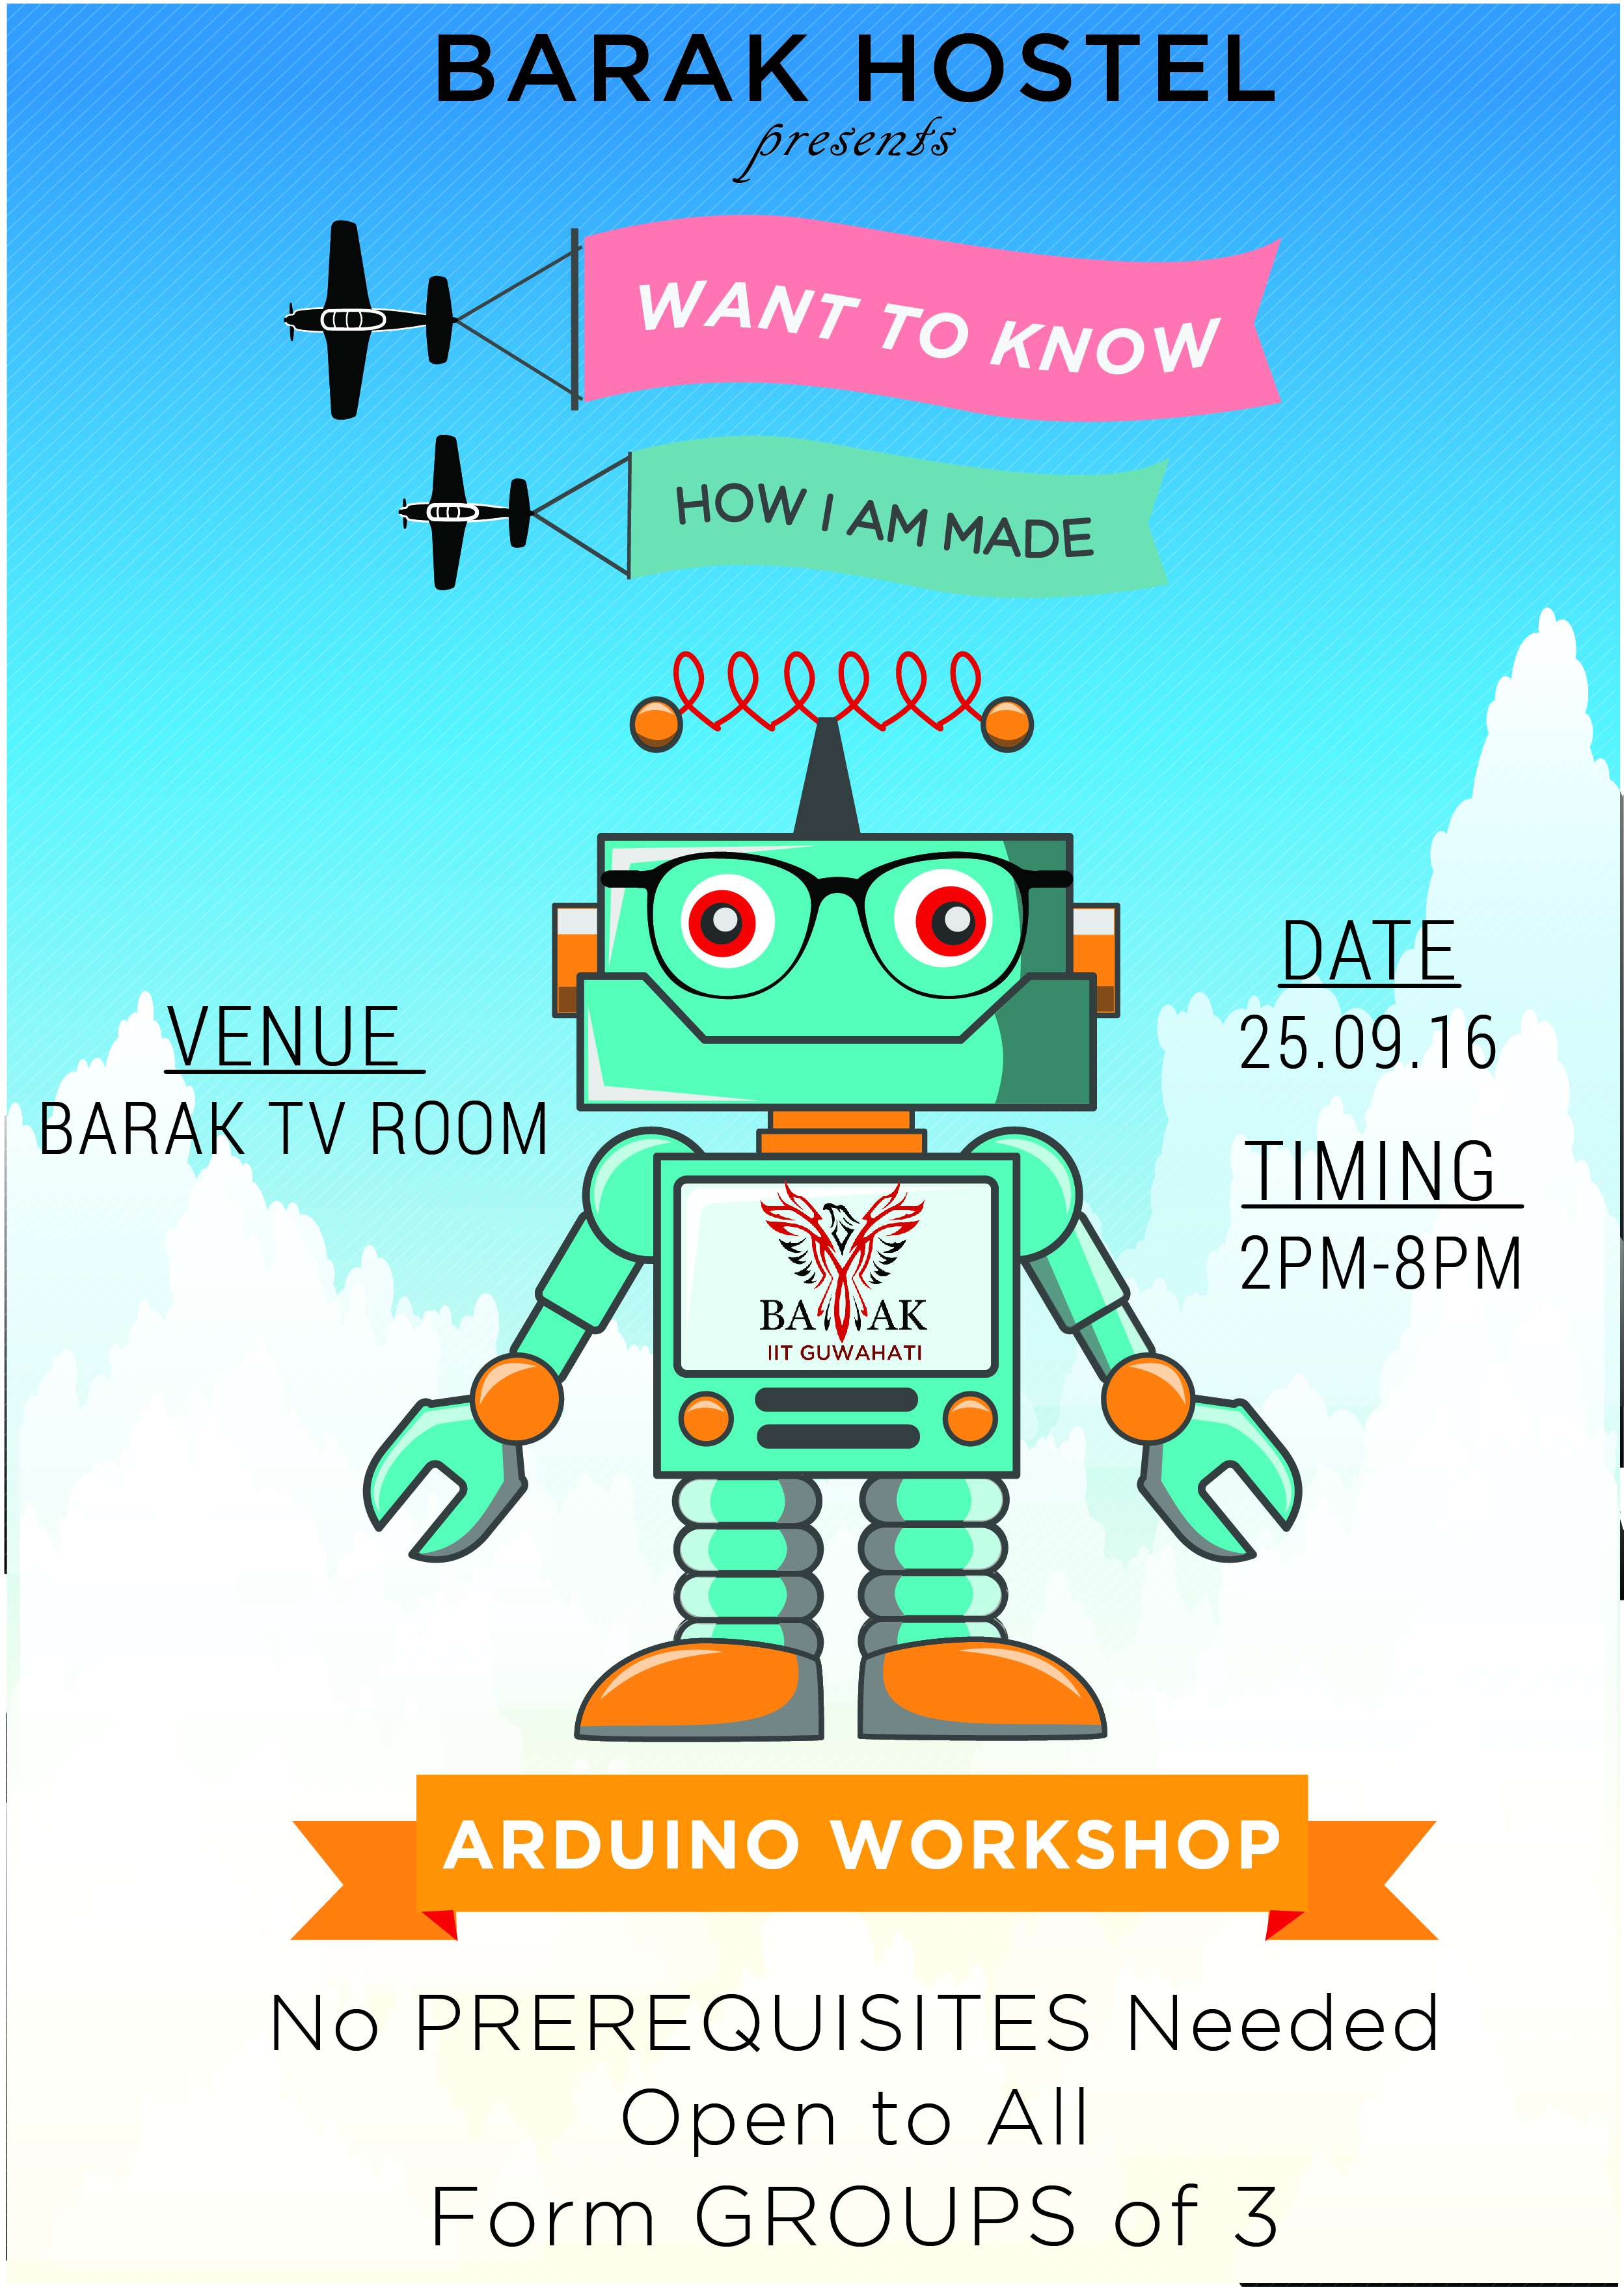 BARAK HOSTEL
presents
WANT TO KNOW
HOW I AM MADE
VENUE
BARAK TV ROOM
DATE
25.09.16
TIMING
2PM-8PM
BARAK
IIT GUWAHATI
ARDUINO WORKSHOP
No PREREQUISITES Needed
Open to All
Form GROUPS of 3